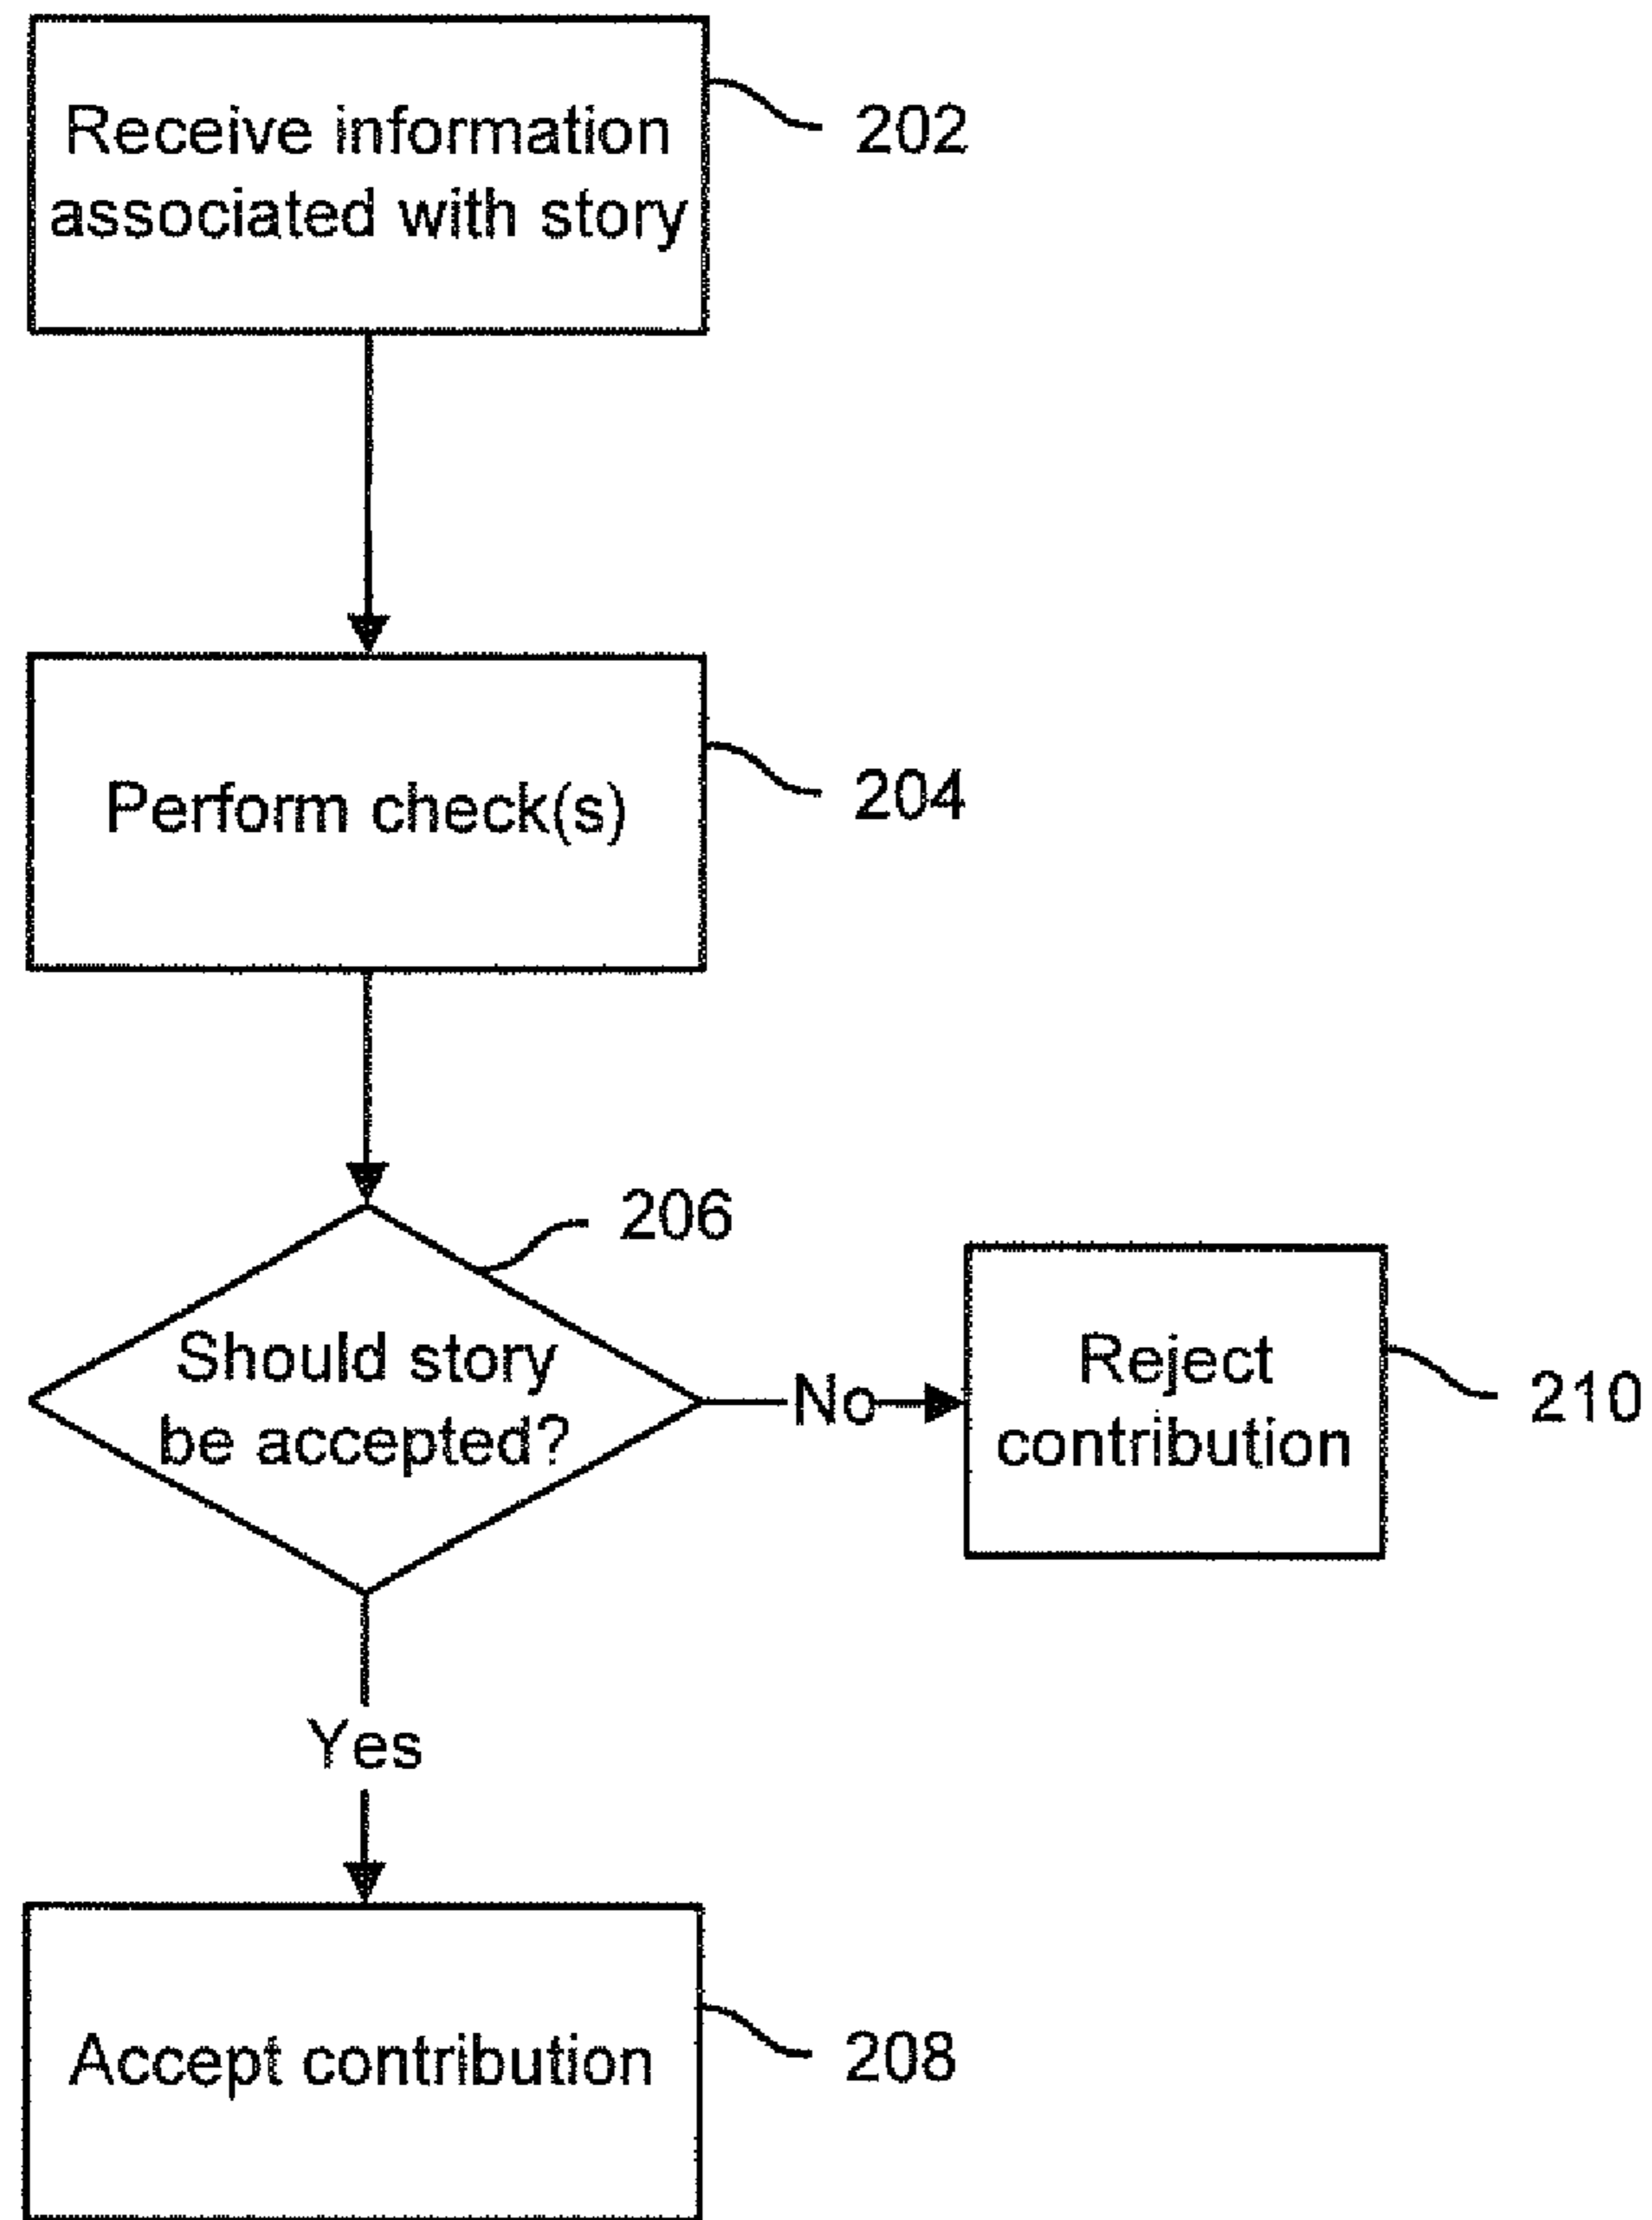 Receive information
associated with story
202
Perform check(s)
204
206
Should story
be accepted?
No
Reject
contribution
210
Yes
Accept contribution
208